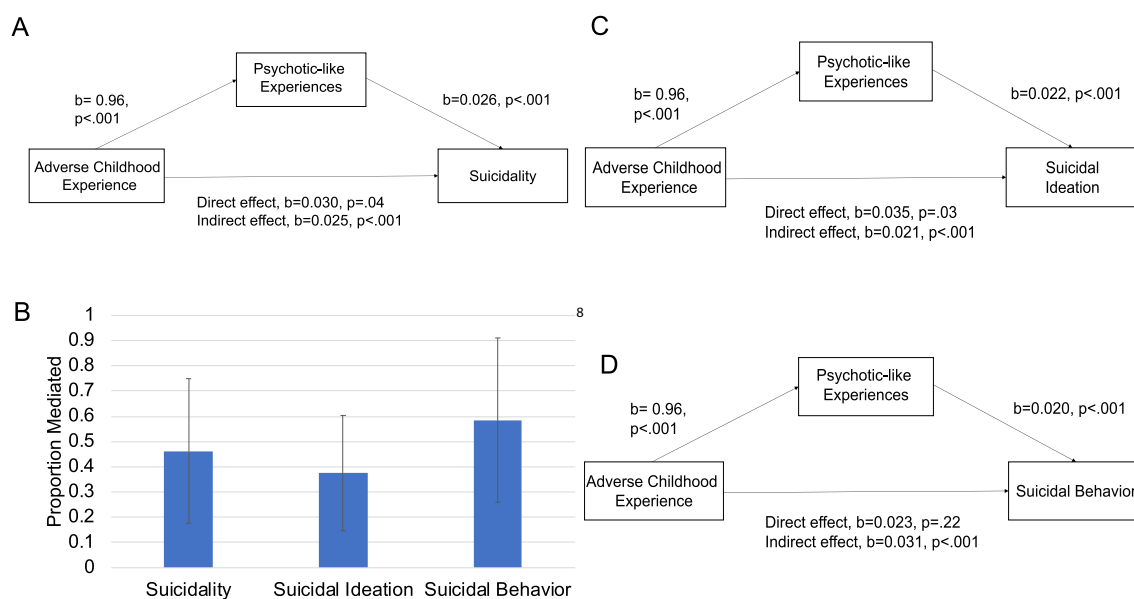 A
Psychotic-like
Experiences
b= 0.96,
p<.001
b=0.026, p<.001
Adverse Childhood
Experience
Suicidality
Direct effect, b=0.030, p=.04
Indirect effect, b=0.025, p<.001
B
Proportion Mediated
1
0.9
0.8
0.7
0.6
0.5
0.4
0.3
0.2
0.1
0
Suicidality Suicidal Ideation Suicidal Behavior
8
C
Psychotic-like
Experiences
b= 0.96,
p<.001
b=0.022, p<.001
Adverse Childhood
Experience
Suicidal
Ideation
Direct effect, b=0.035, p=.03
Indirect effect, b=0.021, p<.001
D
Psychotic-like
Experiences
b= 0.96,
p<.001
b=0.020, p<.001
Adverse Childhood
Experience
Suicidal Behavior
Direct effect, b=0.023, p=.22
Indirect effect, b=0.031, p<.001